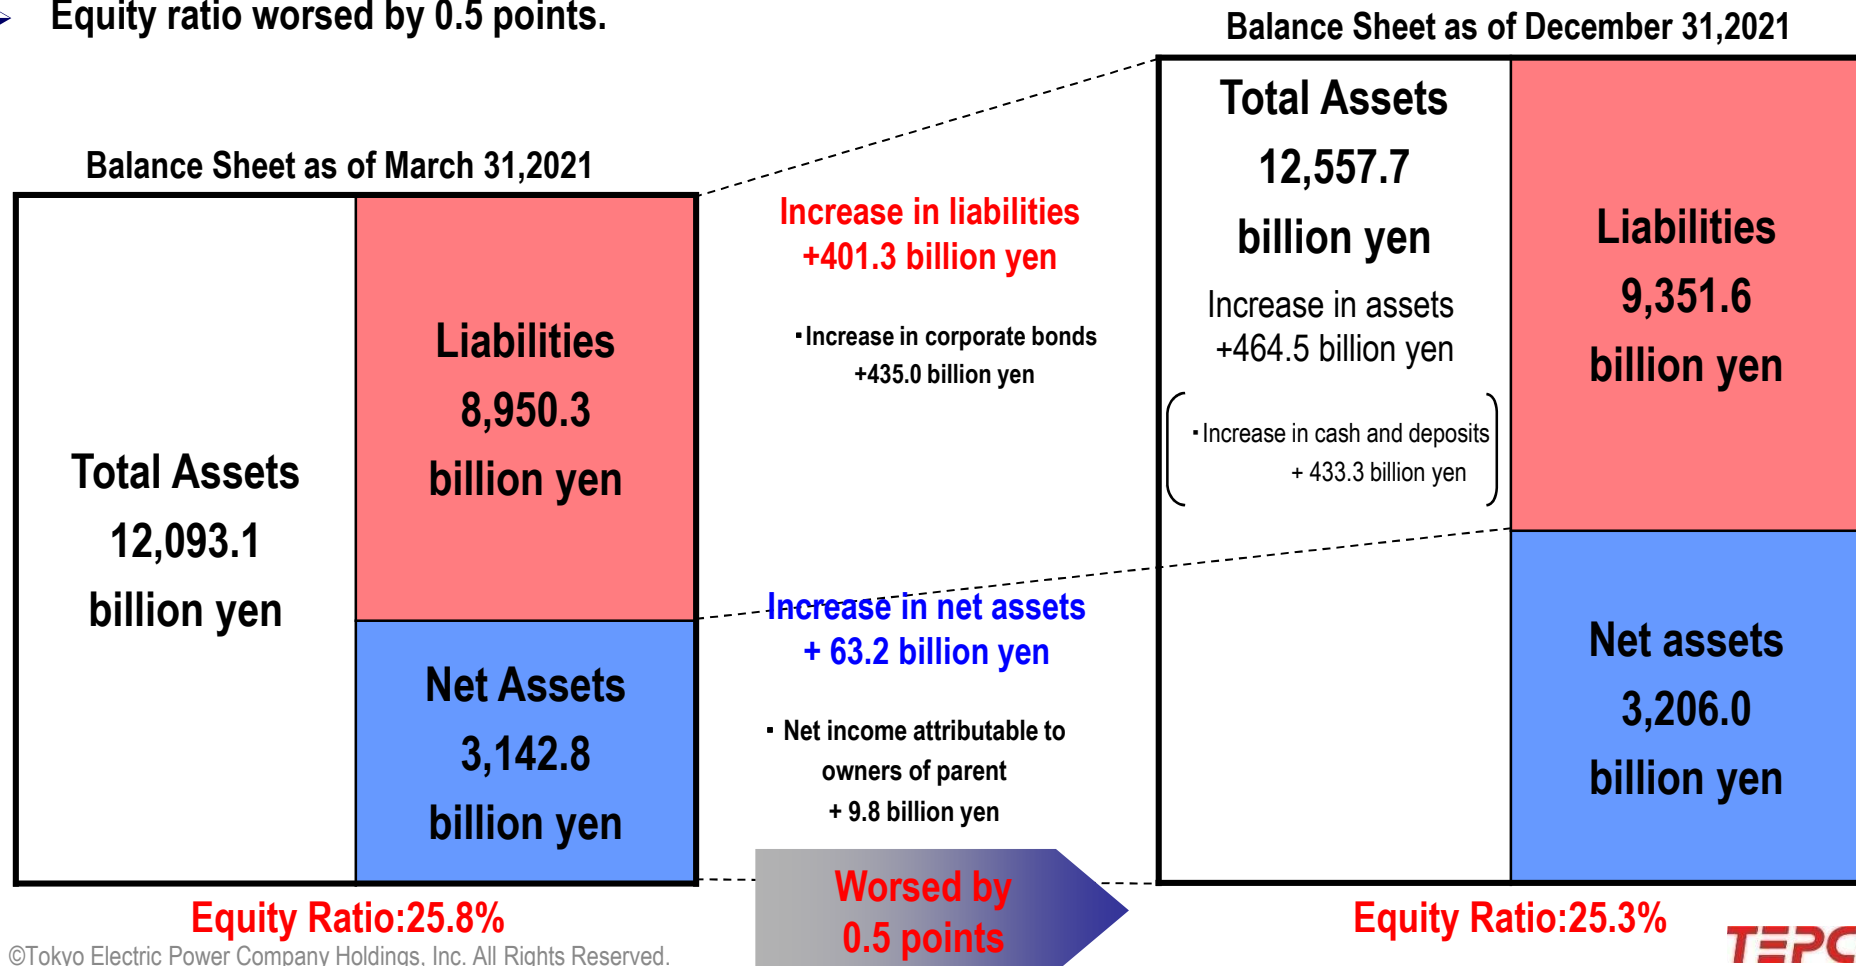 Equity ratio worsed by 0.5 points.
Balance Sheet as of December 31,2021
Balance Sheet as of March 31,2021
Total Assets
12,093.1
billion yen
Liabilities
8,950.3
billion yen
Net Assets
3,142.8
billion yen
Equity Ratio:25.8%
Increase in liabilities
+401.3 billion yen
・Increase in corporate bonds
+435.0 billion yen
Increase in net assets
+ 63.2 billion yen
・Net income attributable to
owners of parent
+ 9.8 billion yen
Worsed by
0.5 points
Total Assets
12,557.7
billion yen
Increase in assets
+464.5 billion yen
・Increase in cash and deposits
+ 433.3 billion yen
Liabilities
9,351.6
billion yen
Net assets
3,206.0
billion yen
Equity Ratio:25.3%
©Tokyo Electric Power Company Holdings, Inc. All Rights Reserved.
TEPC